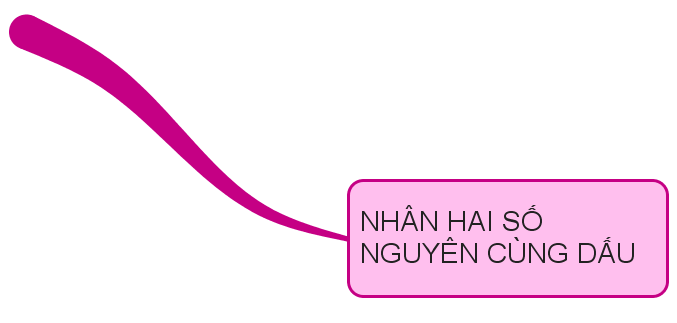 NHÂN HAI SỐ
NGUYÊN CÙNG DẤU